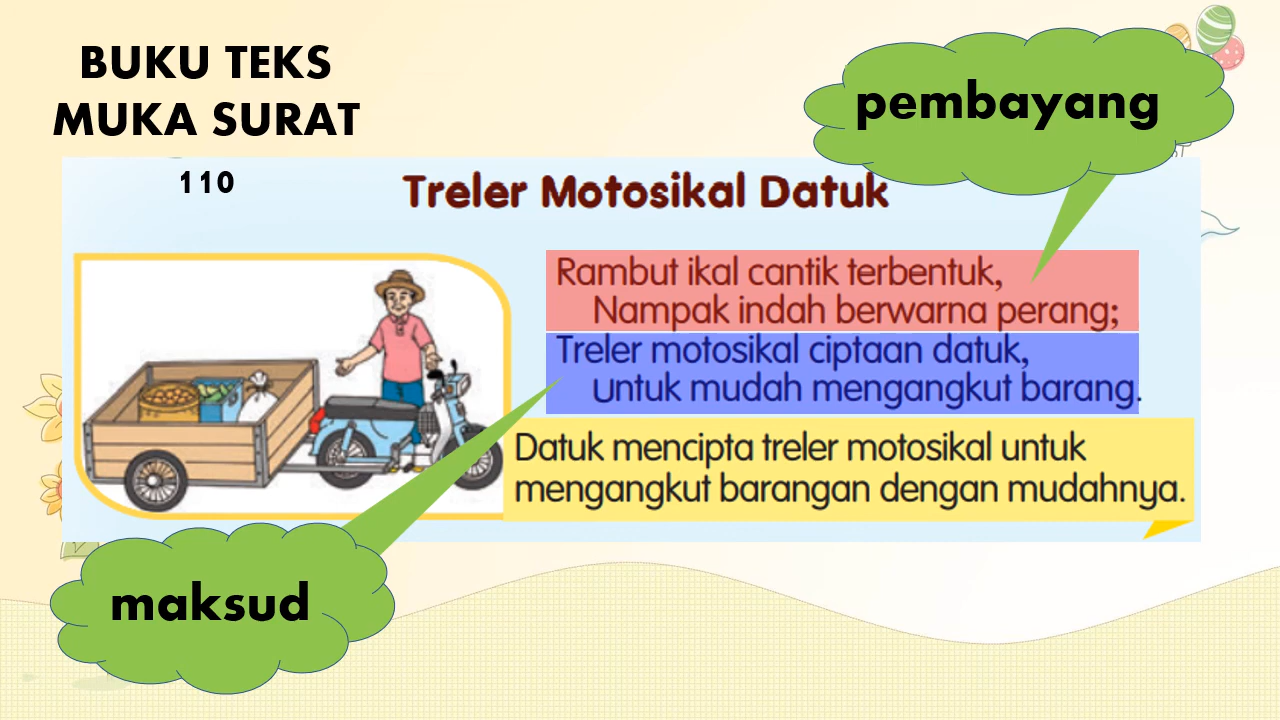 BUKU TEKS
MUKA SURAT
110
pembayang
Treler Motosikal Datuk
Rambut ikal cantik terbentuk,
Nampak indah berwarna perang;
Treler motosikal ciptaan datuk,
Untuk mudah mengangkut barang.
Datuk mencipta treler motosikal untuk
mengangkut barangan dengan mudahnya.
maksud